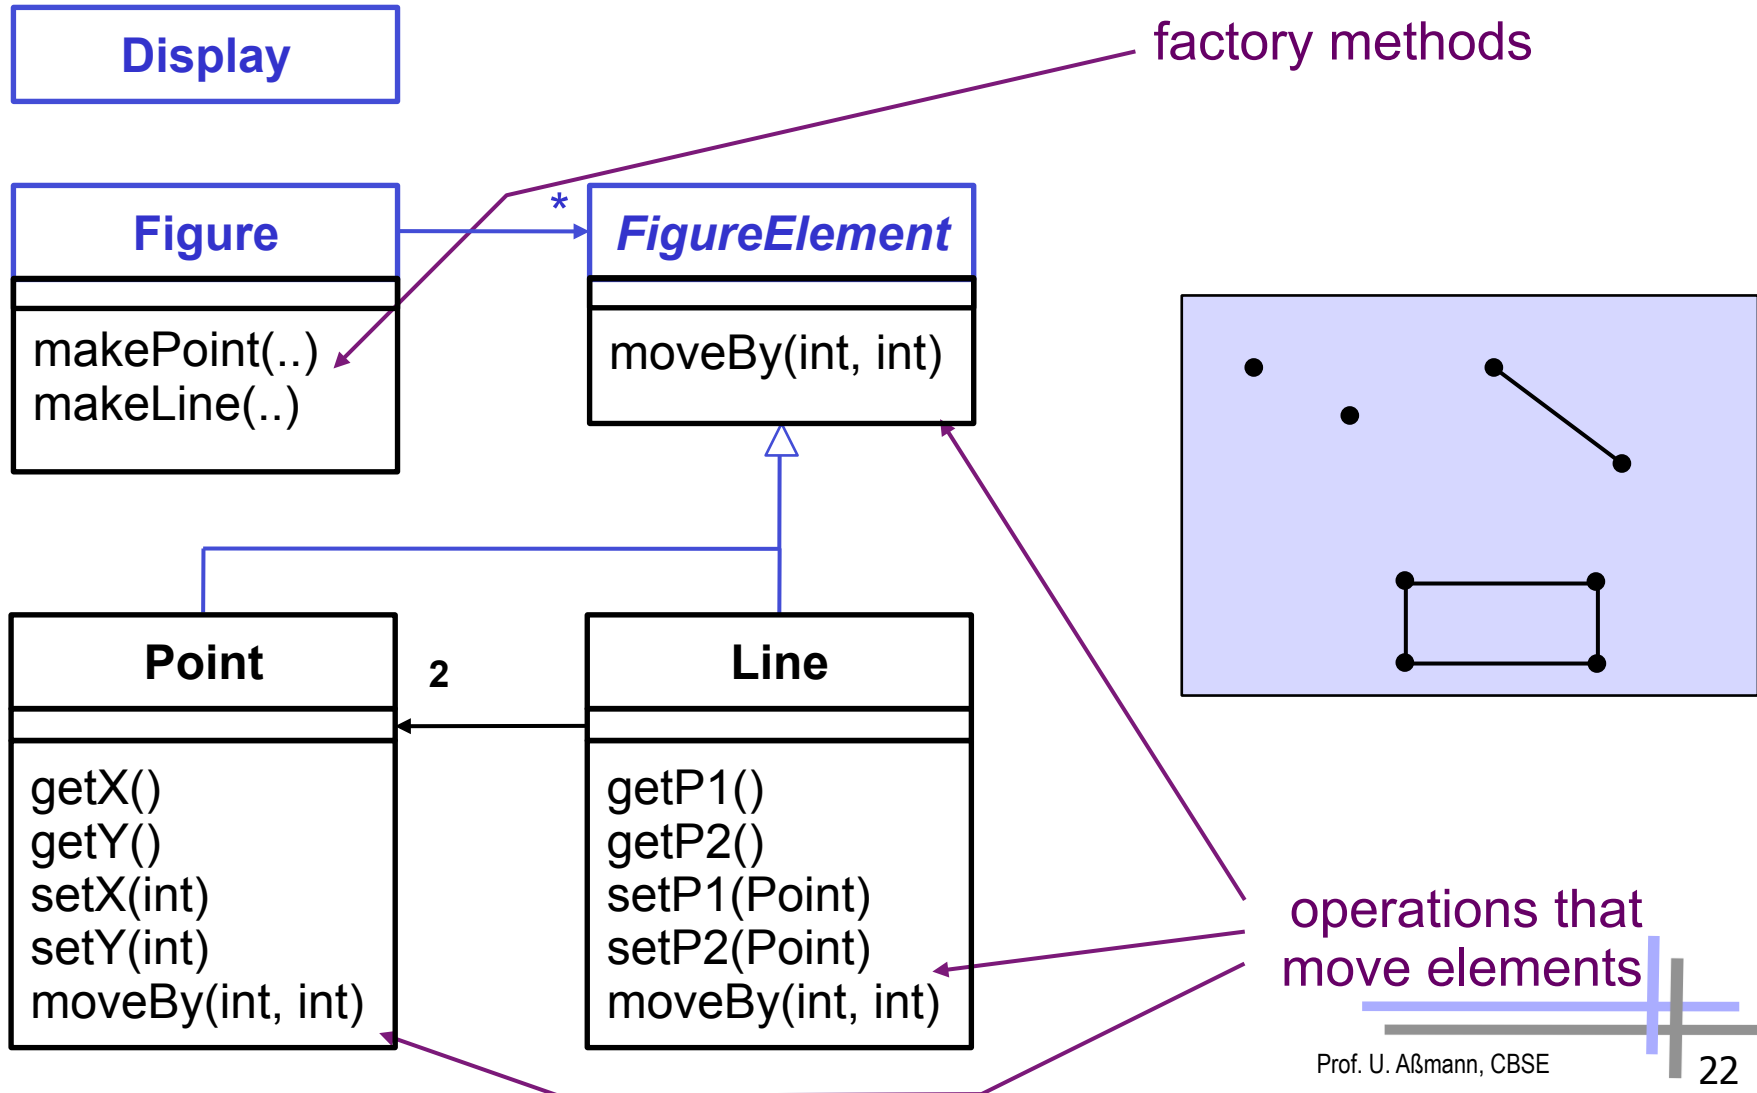 Display
factory methods
Figure
*
FigureElement
makePoint(..)
makeLine(..)
moveBy(int, int)
Point
2
Line
getX()
getY()
setX(int)
setY(int)
moveBy(int, int)
getP1()
getP2()
setP1(Point)
setP2(Point)
moveBy(int, int)
operations that
move elements
Prof. U. Aßmann, CBSE
22